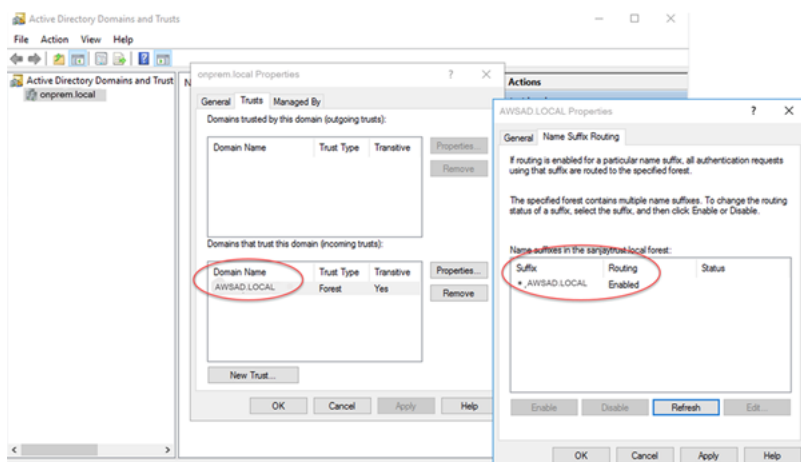 Active Directory Domains and Trusts
File Action View Help
Active Directory Domains and Trust
onprem.local
N
onprem.local Properties
General Trusts Managed By
Domains trusted by this domain (outgoing trusts):
Domain Name Trust Type Transitive
Properties...
Remove
Domains that trust this domain (incoming trusts):
Domain Name Trust Type Transitive
AWSAD.LOCAL Forest Yes
Properties...
Remove
New Trust...
OK Cancel Apply Help
Actions
AWSAD.LOCAL Properties
General Name Suffix Routing
If routing is enabled for a particular name suffix, all authentication requests
using that suffix are routed to the specified forest.
The specified forest contains multiple name suffixes. To change the routing
status of a suffix, select the suffix, and then click Enable or Disable.
Name suffixes in the sanjaytrust.local forest:
Suffix Routing Status
*.AWSAD.LOCAL Enabled
Enable Disable Refresh Edit...
OK Cancel Apply Help